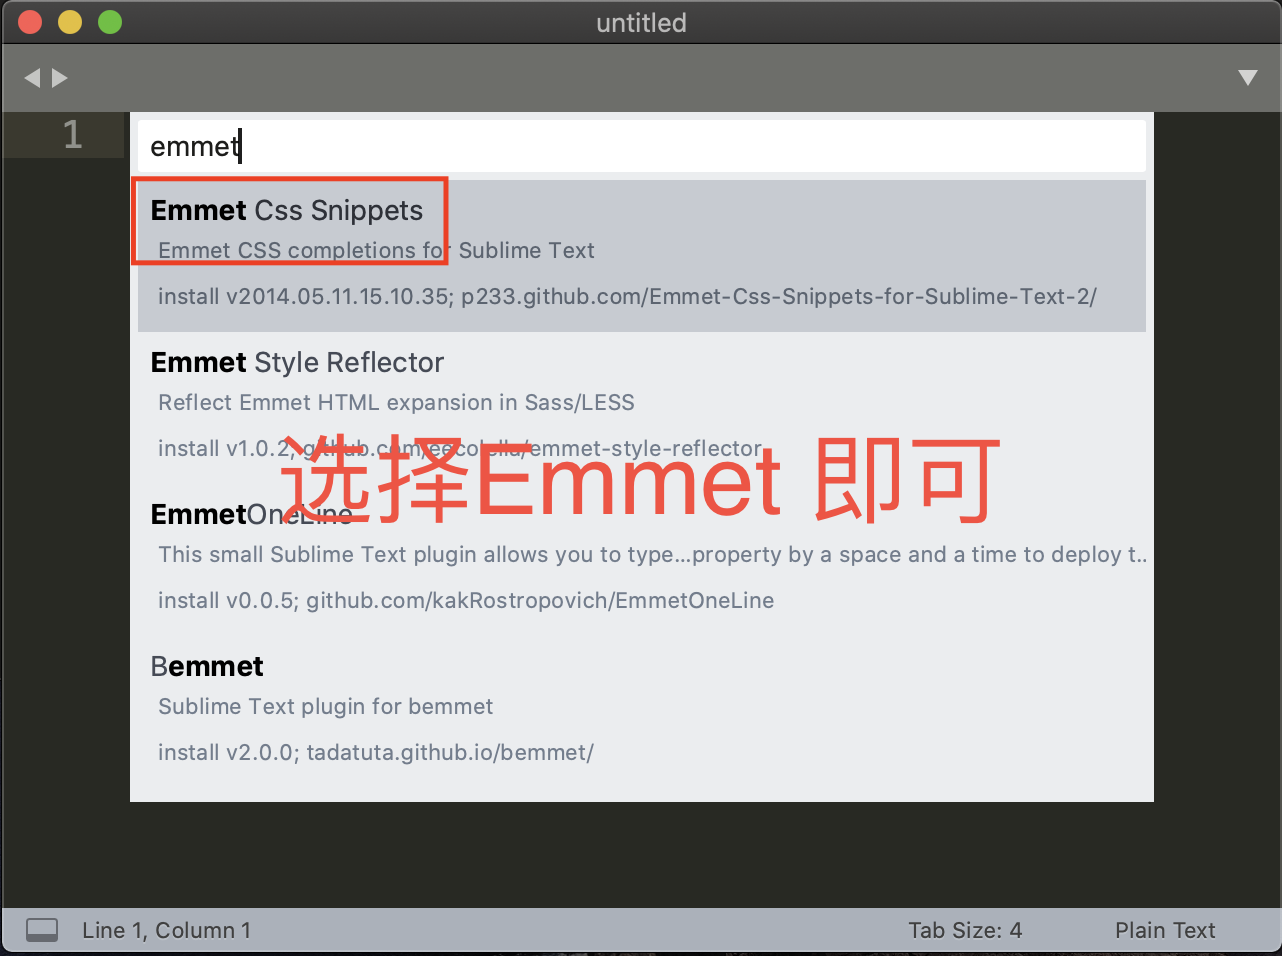 untitled
1
emmet
Emmet Css Snippets
Emmet CSS completions for Sublime Text
install v2014.05.11.15.10.35; p233.github.com/Emmet-Css-Snippets-for-Sublime-Text-2/
Emmet Style Reflector
Reflect Emmet HTML expansion in Sass/LESS
install v1.0.2; github.com/eecolella/emmet-style-reflector
选择Emmet 即可
EmmetOneLine
This small Sublime Text plugin allows you to type...property by a space and a time to deploy t..
install v0.0.5; github.com/kakRostropovich/EmmetOneLine
Bemmet
Sublime Text plugin for bemmet
install v2.0.0; tadatuta.github.io/bemmet/
Line 1, Column 1
Tab Size: 4
Plain Text